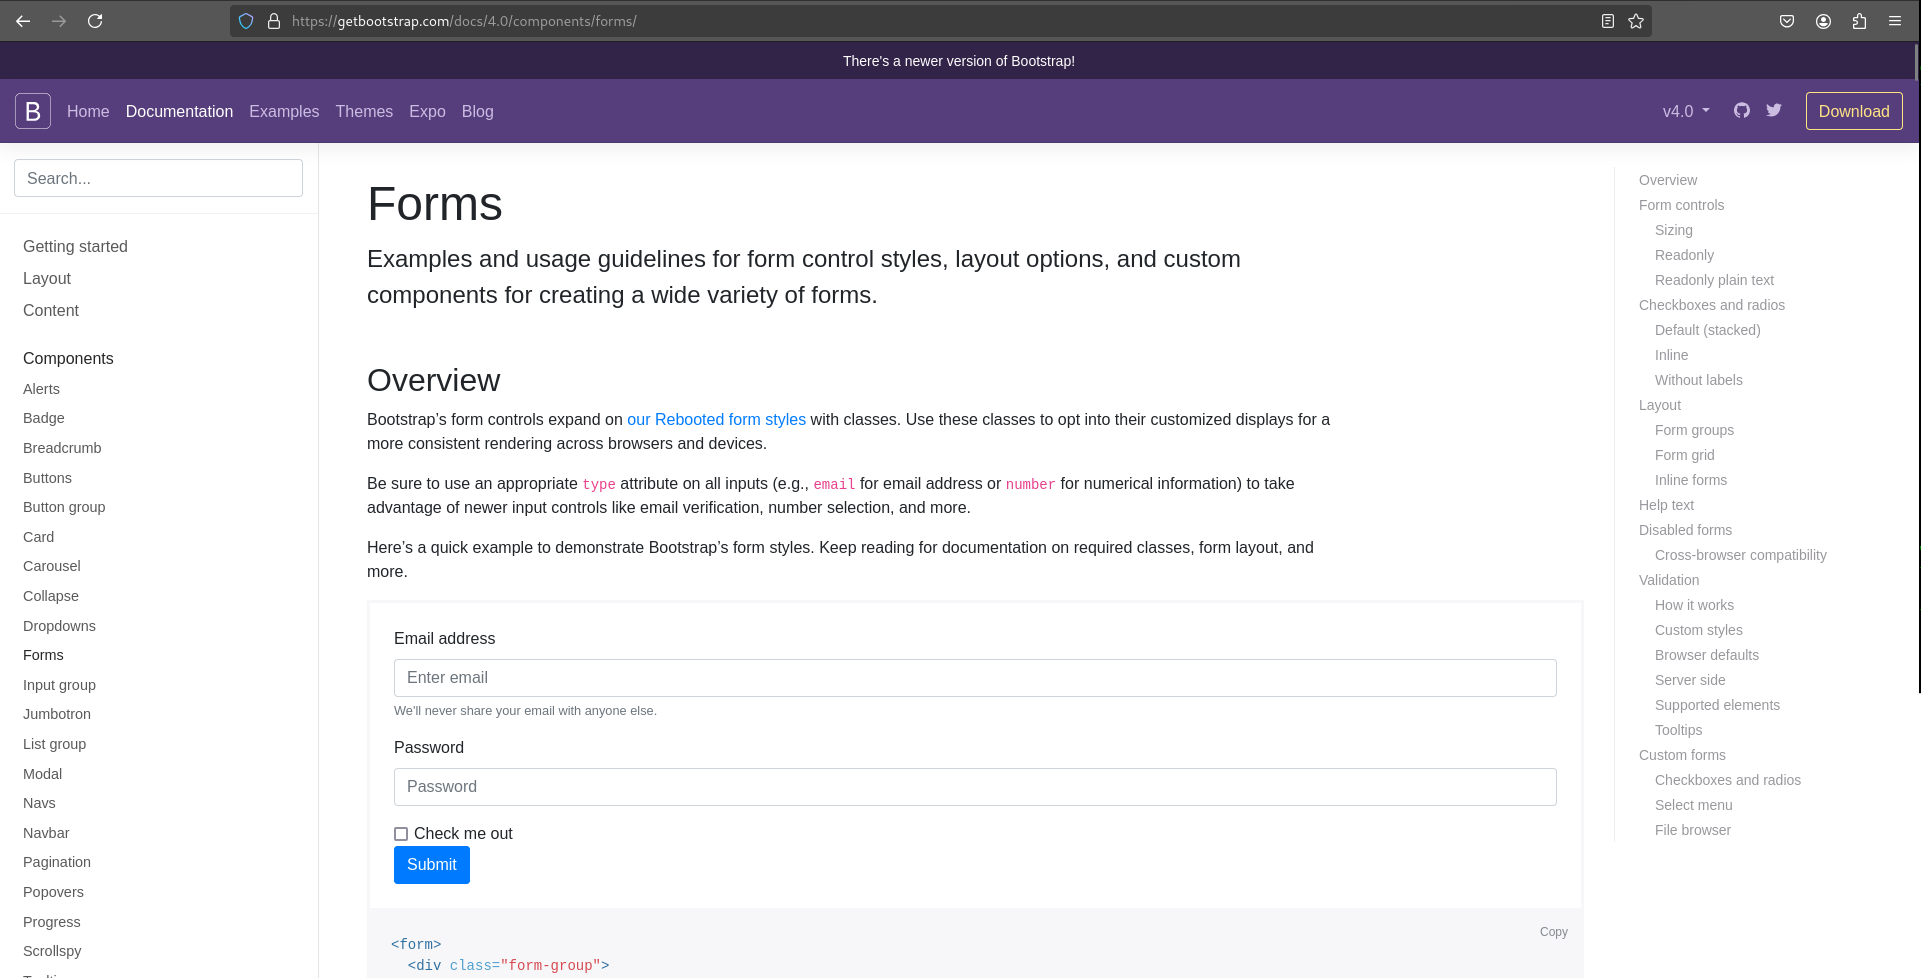 https://getbootstrap.com/docs/4.0/components/forms/
There's a newer version of Bootstrap!
B Home Documentation Examples Themes Expo Blog v4.0 Download
Search...
Getting started
Layout
Content
Components
Alerts
Badge
Breadcrumb
Buttons
Button group
Card
Carousel
Collapse
Dropdowns
Forms
Input group
Jumbotron
List group
Modal
Navs
Navbar
Pagination
Popovers
Progress
Scrollspy
Forms
Examples and usage guidelines for form control styles, layout options, and custom
components for creating a wide variety of forms.
Overview
Bootstrap’s form controls expand on our Rebooted form styles with classes. Use these classes to opt into their customized displays for a
more consistent rendering across browsers and devices.
Be sure to use an appropriate type attribute on all inputs (e.g., email for email address or number for numerical information) to take
advantage of newer input controls like email verification, number selection, and more.
Here’s a quick example to demonstrate Bootstrap’s form styles. Keep reading for documentation on required classes, form layout, and
more.
Email address
Enter email
We'll never share your email with anyone else.
Password
Password
Check me out
Submit
Copy
<form>
<div class="form-group">
Overview
Form controls
Sizing
Readonly
Readonly plain text
Checkboxes and radios
Default (stacked)
Inline
Without labels
Layout
Form groups
Form grid
Inline forms
Help text
Disabled forms
Cross-browser compatibility
Validation
How it works
Custom styles
Browser defaults
Server side
Supported elements
Tooltips
Custom forms
Checkboxes and radios
Select menu
File browser